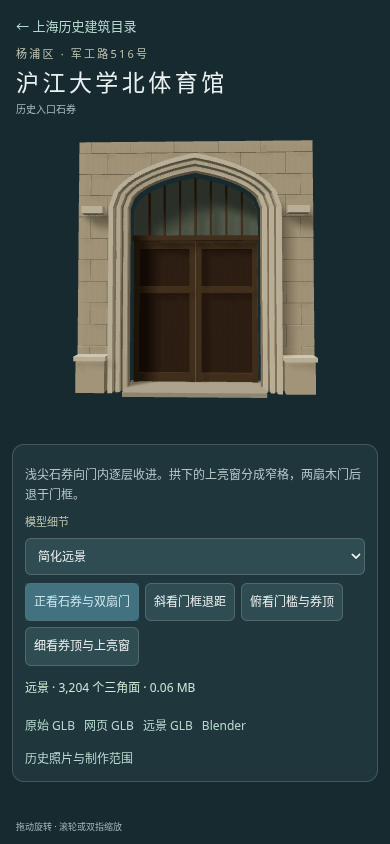 ← 上海历史建筑目录
杨浦区 · 军工路516号
沪江大学北体育馆
历史入口石券
浅尖石券向门内逐层收进。拱下的上亮窗分成窄格，两扇木门后
退于门框。
模型细节
简化远景
正看石券与双扇门 斜看门框退距 俯看门槛与券顶
细看券顶与上亮窗
远景 · 3,204 个三角面 · 0.06 MB
原始 GLB 网页 GLB 远景 GLB Blender
历史照片与制作范围
拖动旋转 · 滚轮或双指缩放